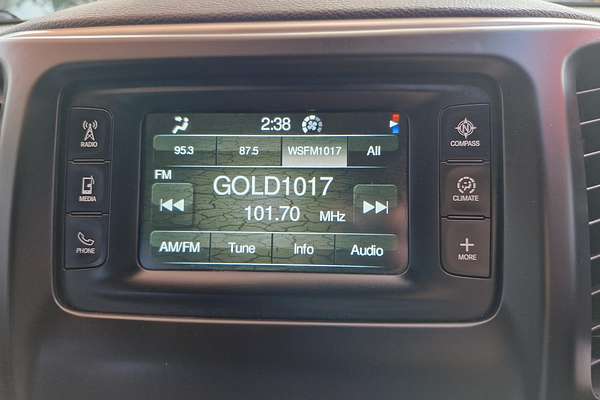 2:38
RADIO
95.3 87.5 WSFM1017 All
COMPASS
FM
GOLD1017
MEDIA
CLIMATE
101.70 MHz
PHONE
AM/FM Tune Info Audio
MORE